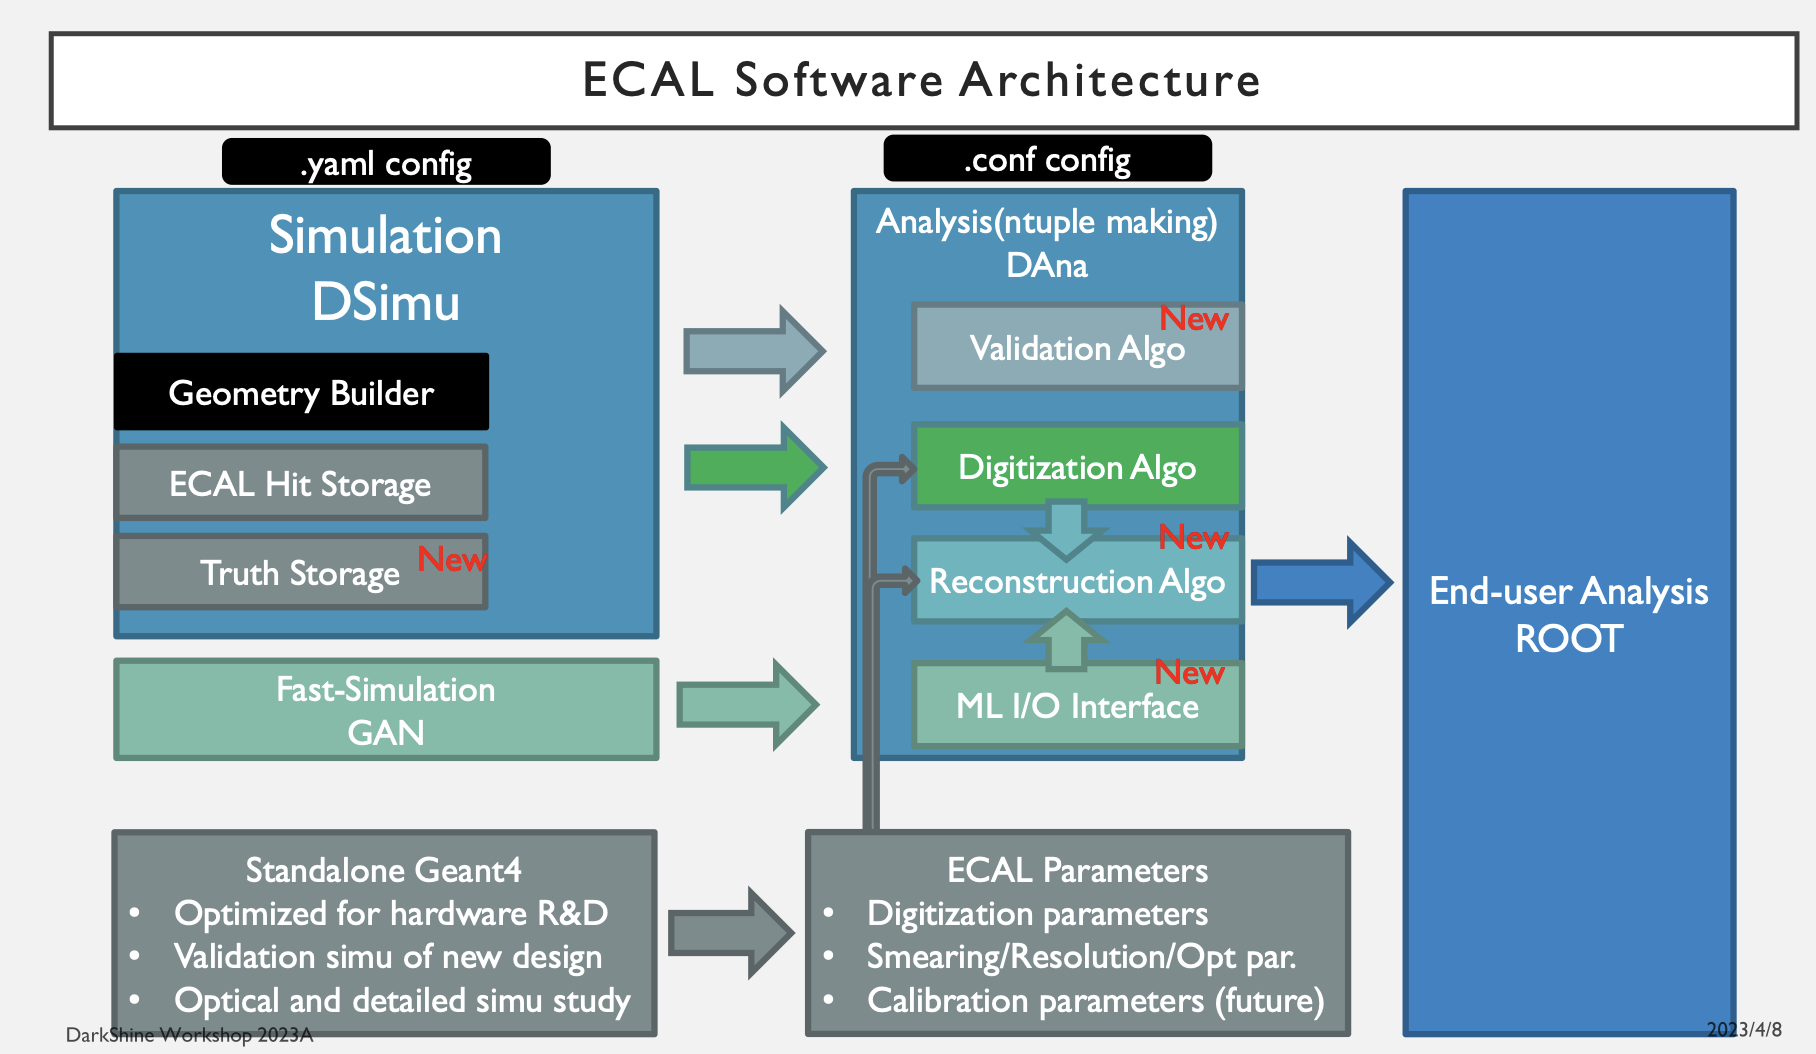 ECAL Software Architecture
.yaml config
Simulation
DSimu
Geometry Builder
ECAL Hit Storage
Truth Storage
New
Fast-Simulation
GAN
Standalone Geant4
• Optimized for hardware R&D
• Validation simu of new design
• Optical and detailed simu study
.conf config
Analysis(ntuple making)
DAna
New
Validation Algo
Digitization Algo
New
Reconstruction Algo
New
ML I/O Interface
ECAL Parameters
• Digitization parameters
• Smearing/Resolution/Opt par.
• Calibration parameters (future)
End-user Analysis
ROOT
DarkShine Workshop 2023A
2023/4/8